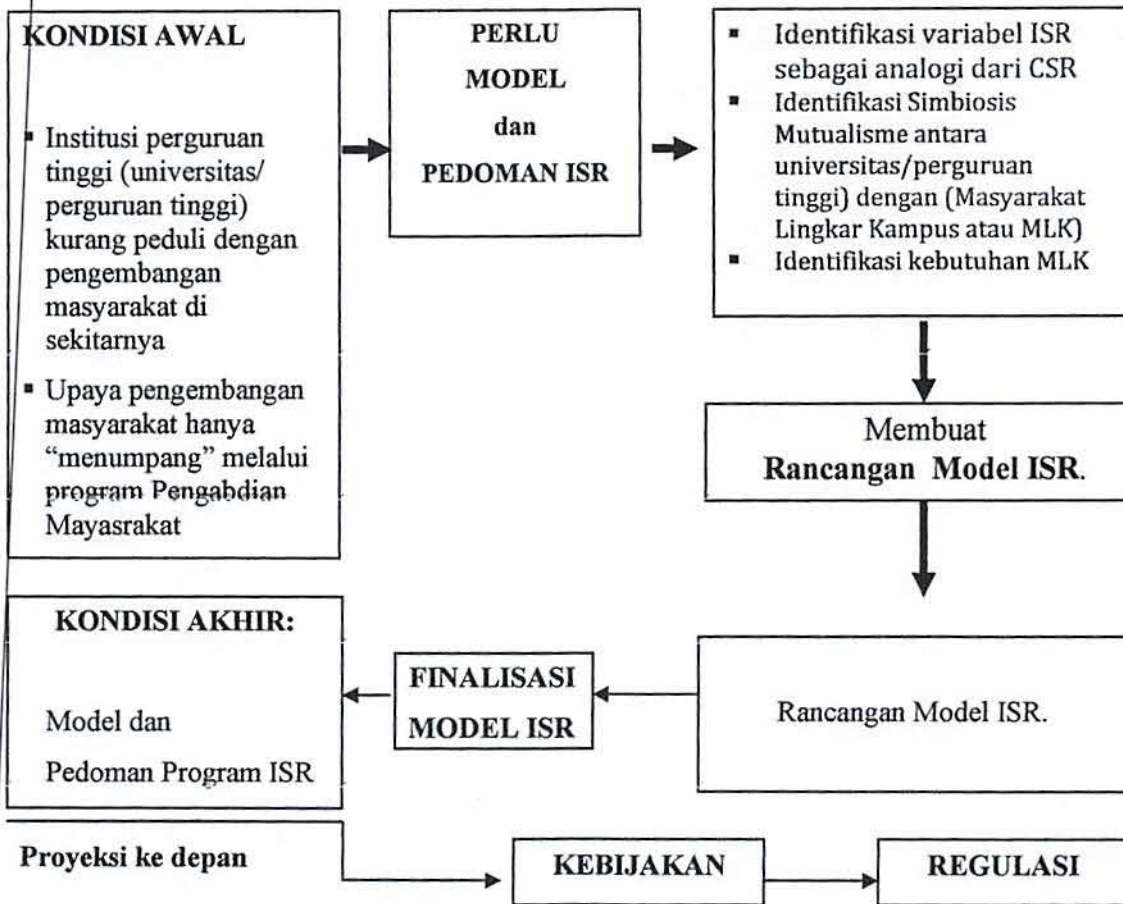 KONDISI AWAL
▪ Institusi perguruan
tinggi (universitas/
perguruan tinggi)
kurang peduli dengan
pengembangan
masyarakat di
sekitarnya
▪ Upaya pengembangan
masyarakat hanya
“menumpang” melalui
program Pengabdian
Mayasrakat
PERLU
MODEL
dan
PEDOMAN ISR
▪ Identifikasi variabel ISR
sebagai analogi dari CSR
▪ Identifikasi Simbiosis
Mutualisme antara
universitas/perguruan
tinggi) dengan (Masyarakat
Lingkar Kampus atau MLK)
▪ Identifikasi kebutuhan MLK
Membuat
Rancangan Model ISR.
Rancangan Model ISR.
FINALISASI
MODEL ISR
KONDISI AKHIR:
Model dan
Pedoman Program ISR
Proyeksi ke depan
KEBIJAKAN
REGULASI